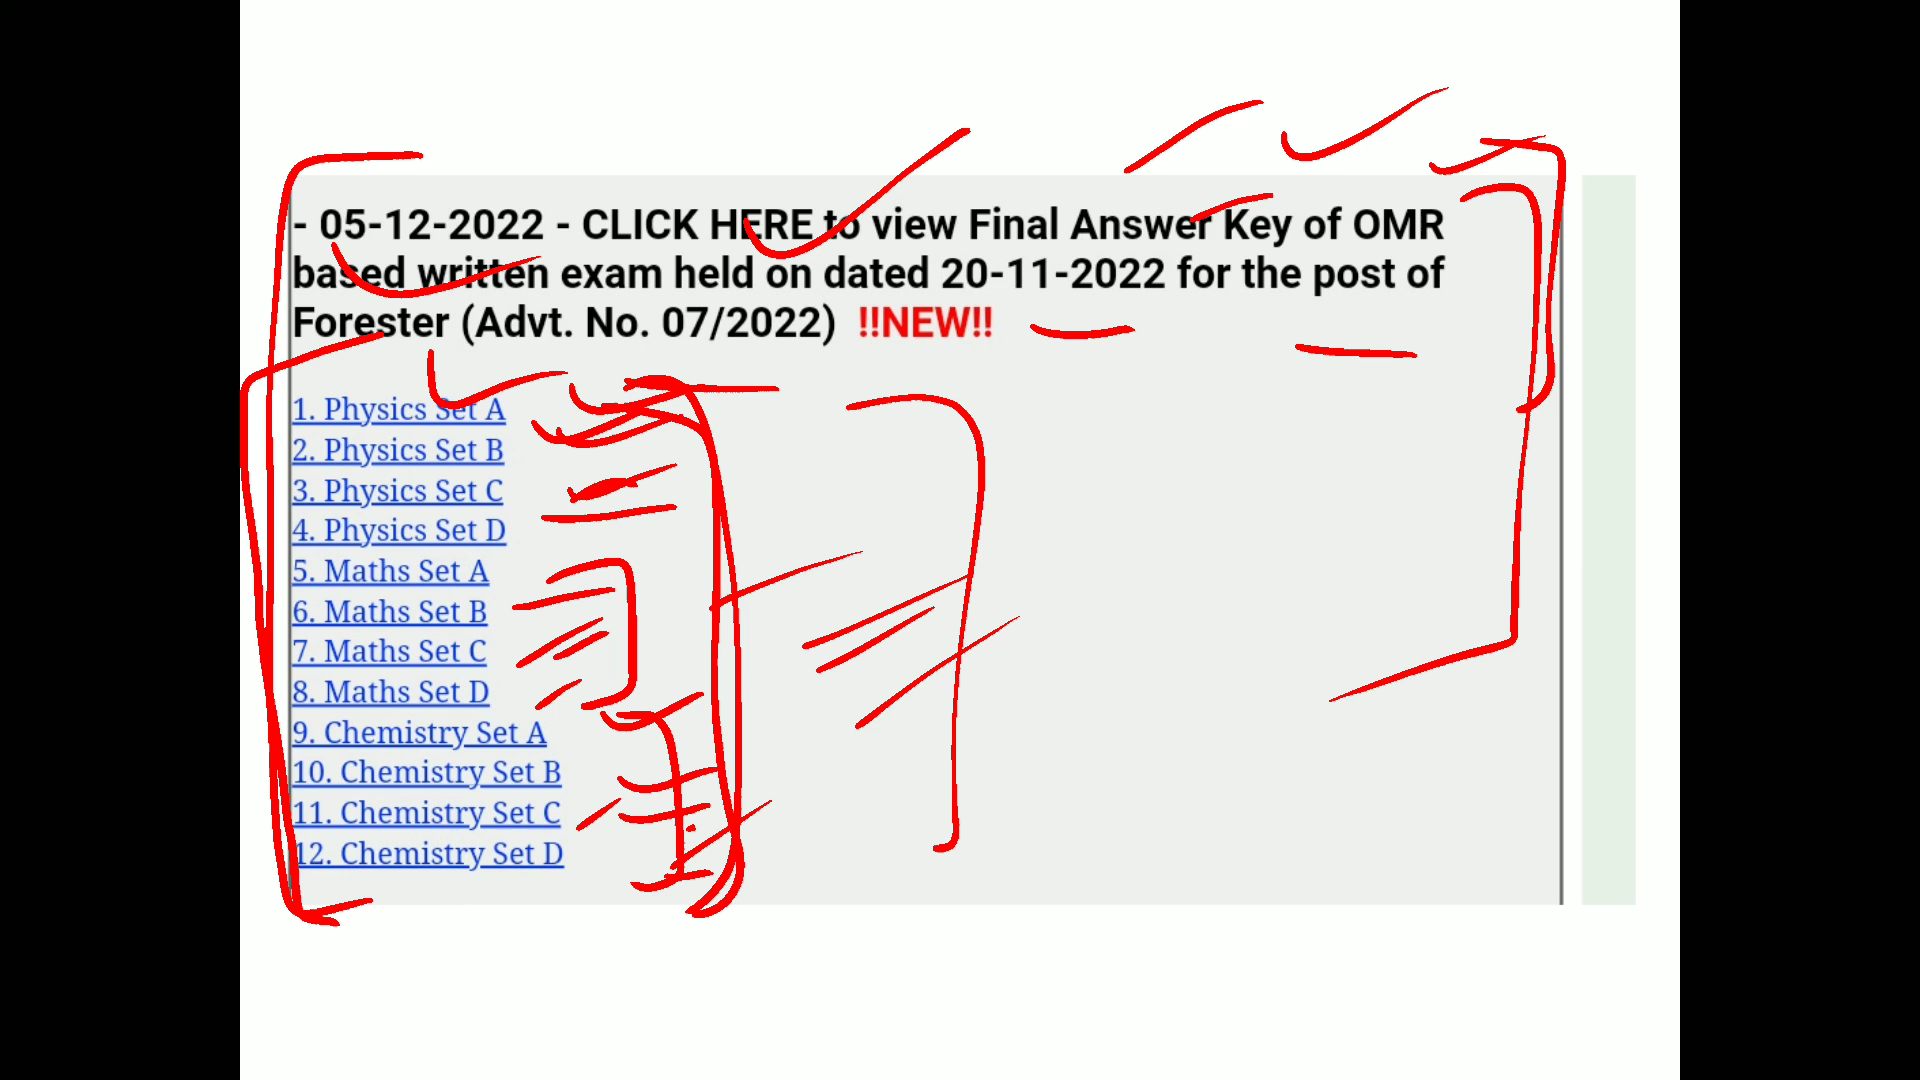 - 05-12-2022 - CLICK HERE to view Final Answer Key of OMR
based written exam held on dated 20-11-2022 for the post of
Forester (Advt. No. 07/2022) !!NEW!!
1. Physics Set A
2. Physics Set B
3. Physics Set C
4. Physics Set D
5. Maths Set A
6. Maths Set B
7. Maths Set C
8. Maths Set D
9. Chemistry Set A
10. Chemistry Set B
11. Chemistry Set C
12. Chemistry Set D